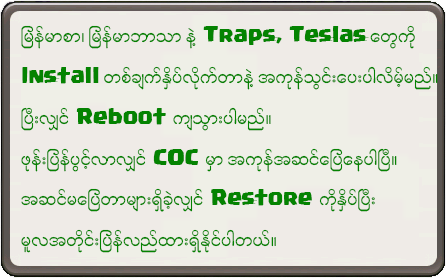 မြန်မာစာ၊ မြန်မာဘာသာ နဲ့ Traps, Teslas တွေကို
Install တစ်ချက်နှိပ်လိုက်တာနဲ့ အကုန်သွင်းပေးပါလိမ့်မည်။
ပြီးလျှင် Reboot ကျသွားပါမည်။
ဖုန်းပြန်ပွင့်လာလျှင် COC မှာ အကုန်အဆင်ပြေနေပါပြီ။
အဆင်မပြေတာများရှိခဲ့လျှင် Restore ကိုနှိပ်ပြီး
မူလအတိုင်းပြန်လည်ထားရှိနိုင်ပါတယ်။